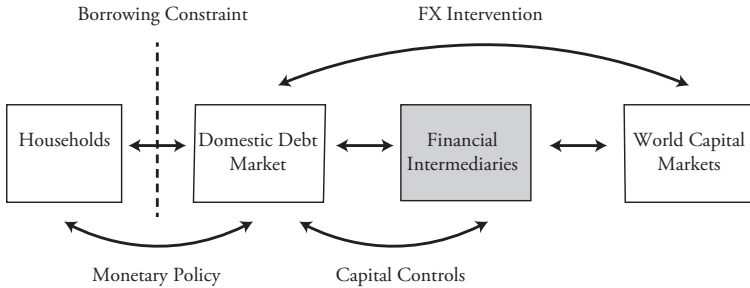 Borrowing Constraint
FX Intervention
Households
Domestic Debt
Market
Financial
Intermediaries
World Capital
Markets
Monetary Policy
Capital Controls